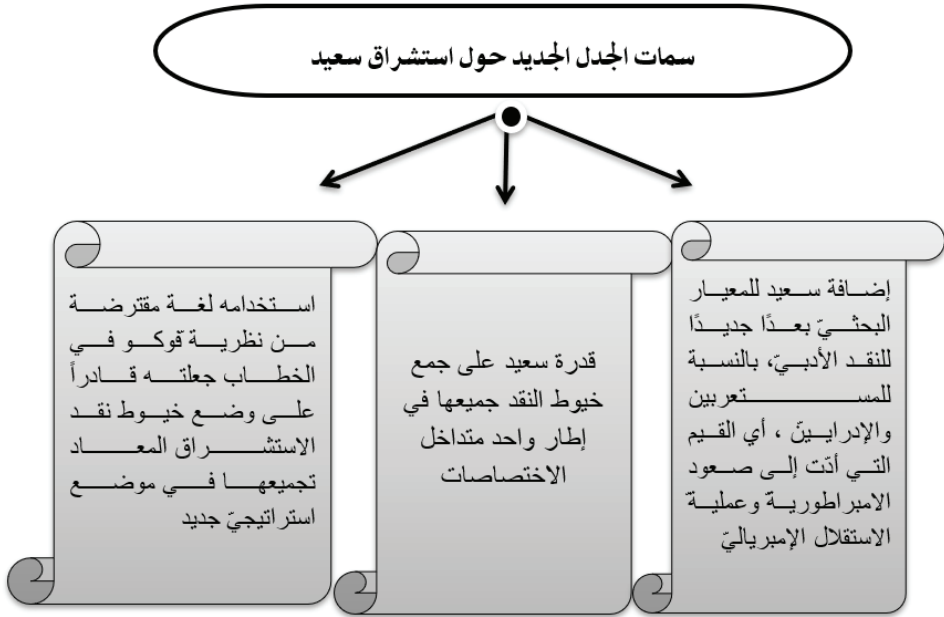 سمات الجدل الجديد حول استشراق سعيد
إضافة سعيد للمعيار
البحثيّ بعدًا جديدًا
للنقد الأدبيّ، بالنسبة
للمستعربين
والإدرايينّ ، أي القيم
التي أدّت إلى صعود
الامبراطورية وعملية
الاستقلال الإمبرياليّ
قدرة سعيد على جمع
خيوط النقد جميعها في
إطار واحد متداخل
الاختصاصات
استخدامه لغة مقترضة
من نظرية قوكو في
الخطاب جعلته قادراً
على وضع خيوط نقد
الاستشراق المعاد
تجميعها في موضع
استراتيجيّ جديد